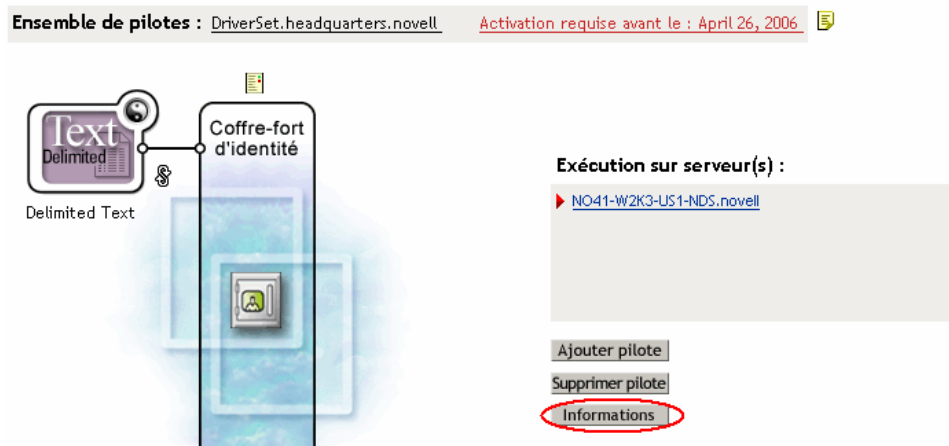 Ensemble de pilotes : DriverSet.headquarters.novell Activation requise avant le : April 26, 2006
Text
Delimited
Delimited Text
Coffre-fort
d'identité
Exécution sur serveur(s) :
NO41-W2K3-US1-NDS.novell
Ajouter pilote
Supprimer pilote
Informations